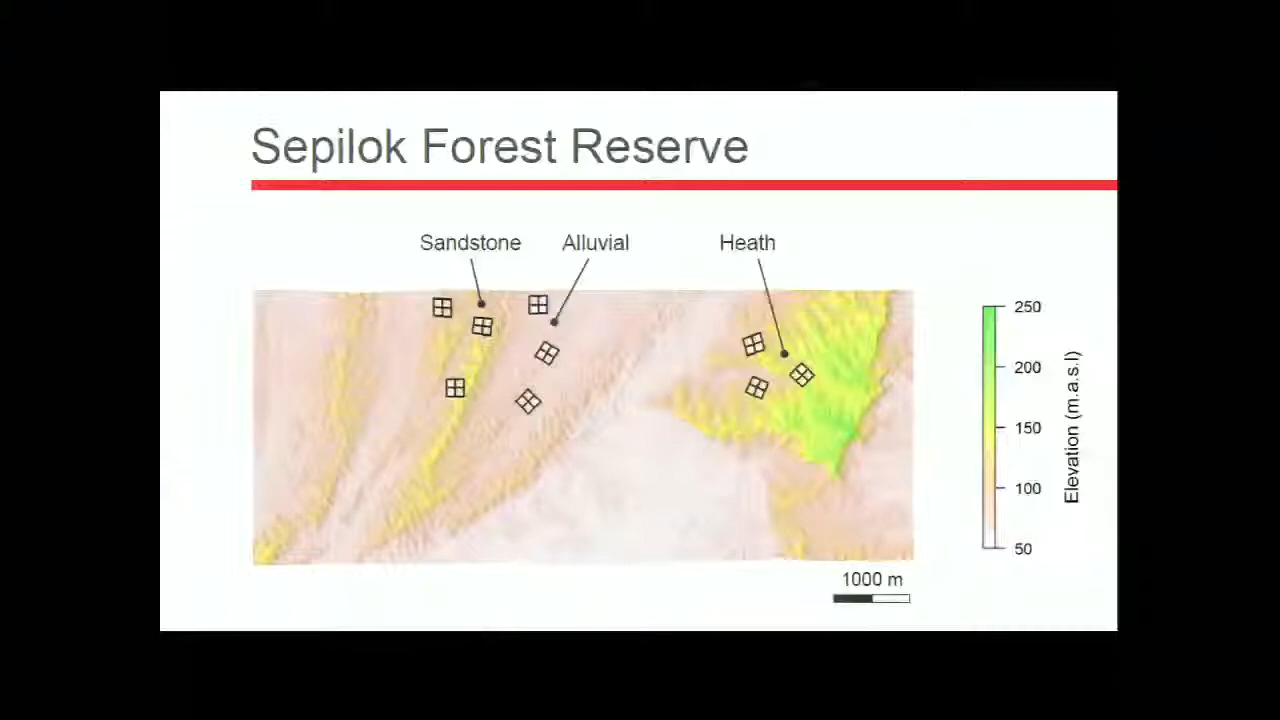 Sepilok Forest Reserve
Sandstone
Alluvial
Heath
250
200
150
100
50
Elevation (m.a.s.l)
1000 m